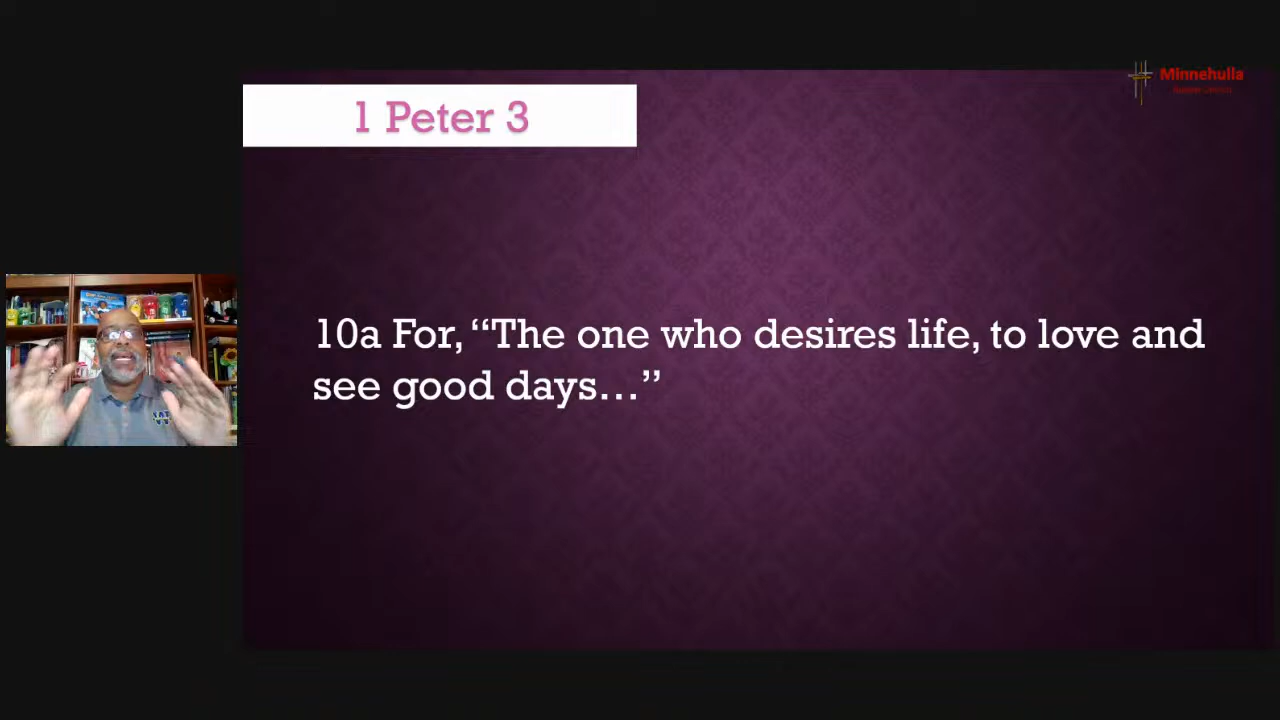 Minnehulla
1 Peter 3
10a For, “The one who desires life, to love and
see good days…”